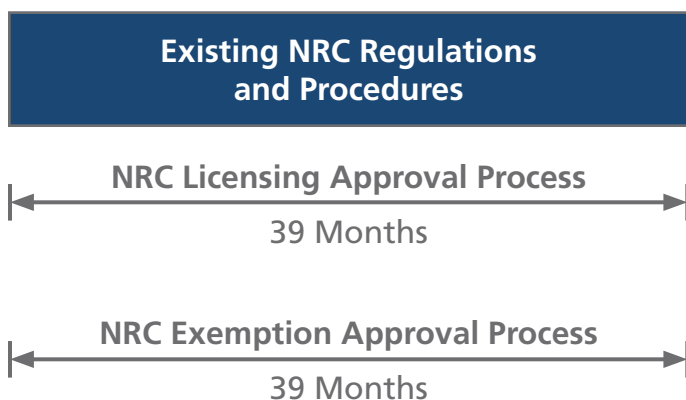 Existing NRC Regulations
and Procedures
NRC Licensing Approval Process
39 Months
NRC Exemption Approval Process
39 Months